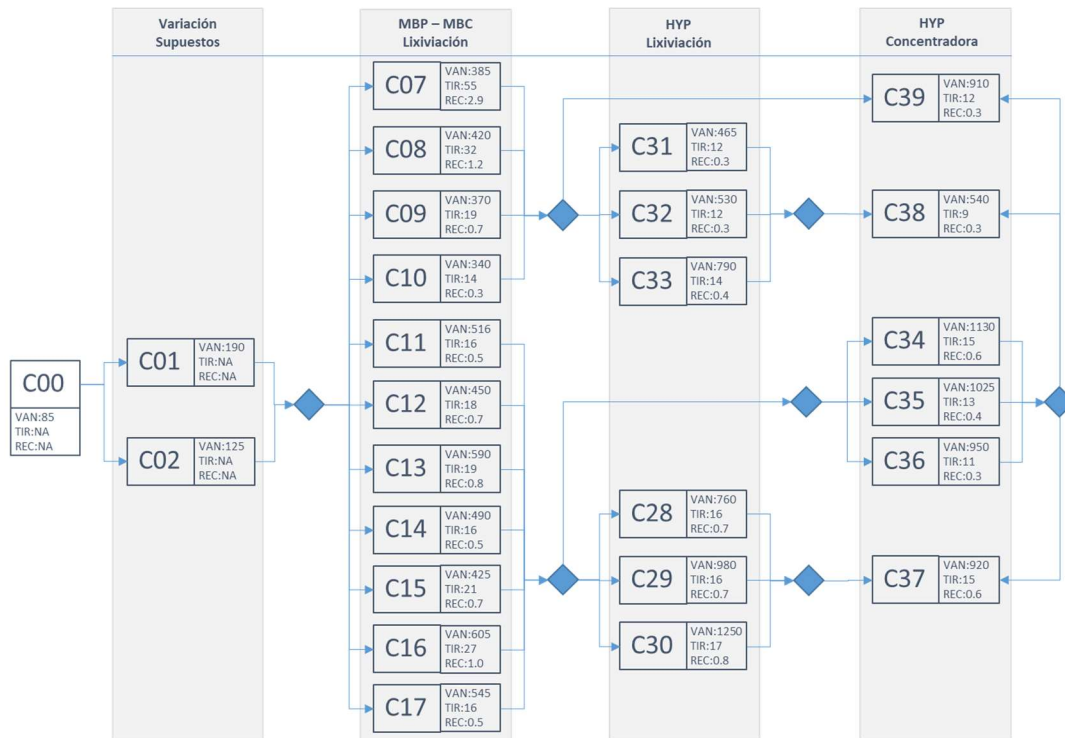 Variación
Supuestos
MBP – MBC
Lixiviación
HYP
Lixiviación
HYP
Concentradora
C00
VAN:85
TIR:NA
REC:NA
C01
VAN:190
TIR:NA
REC:NA
C02
VAN:125
TIR:NA
REC:NA
C07
VAN:385
TIR:55
REC:2.9
C08
VAN:420
TIR:32
REC:1.2
C09
VAN:370
TIR:19
REC:0.7
C10
VAN:340
TIR:14
REC:0.3
C11
VAN:516
TIR:16
REC:0.5
C12
VAN:450
TIR:18
REC:0.7
C13
VAN:590
TIR:19
REC:0.8
C14
VAN:490
TIR:16
REC:0.5
C15
VAN:425
TIR:21
REC:0.7
C16
VAN:605
TIR:27
REC:1.0
C17
VAN:545
TIR:16
REC:0.5
C31
VAN:465
TIR:12
REC:0.3
C32
VAN:530
TIR:12
REC:0.3
C33
VAN:790
TIR:14
REC:0.4
C28
VAN:760
TIR:16
REC:0.7
C29
VAN:980
TIR:16
REC:0.7
C30
VAN:1250
TIR:17
REC:0.8
C39
VAN:910
TIR:12
REC:0.3
C38
VAN:540
TIR:9
REC:0.3
C34
VAN:1130
TIR:15
REC:0.6
C35
VAN:1025
TIR:13
REC:0.4
C36
VAN:950
TIR:11
REC:0.3
C37
VAN:920
TIR:15
REC:0.6